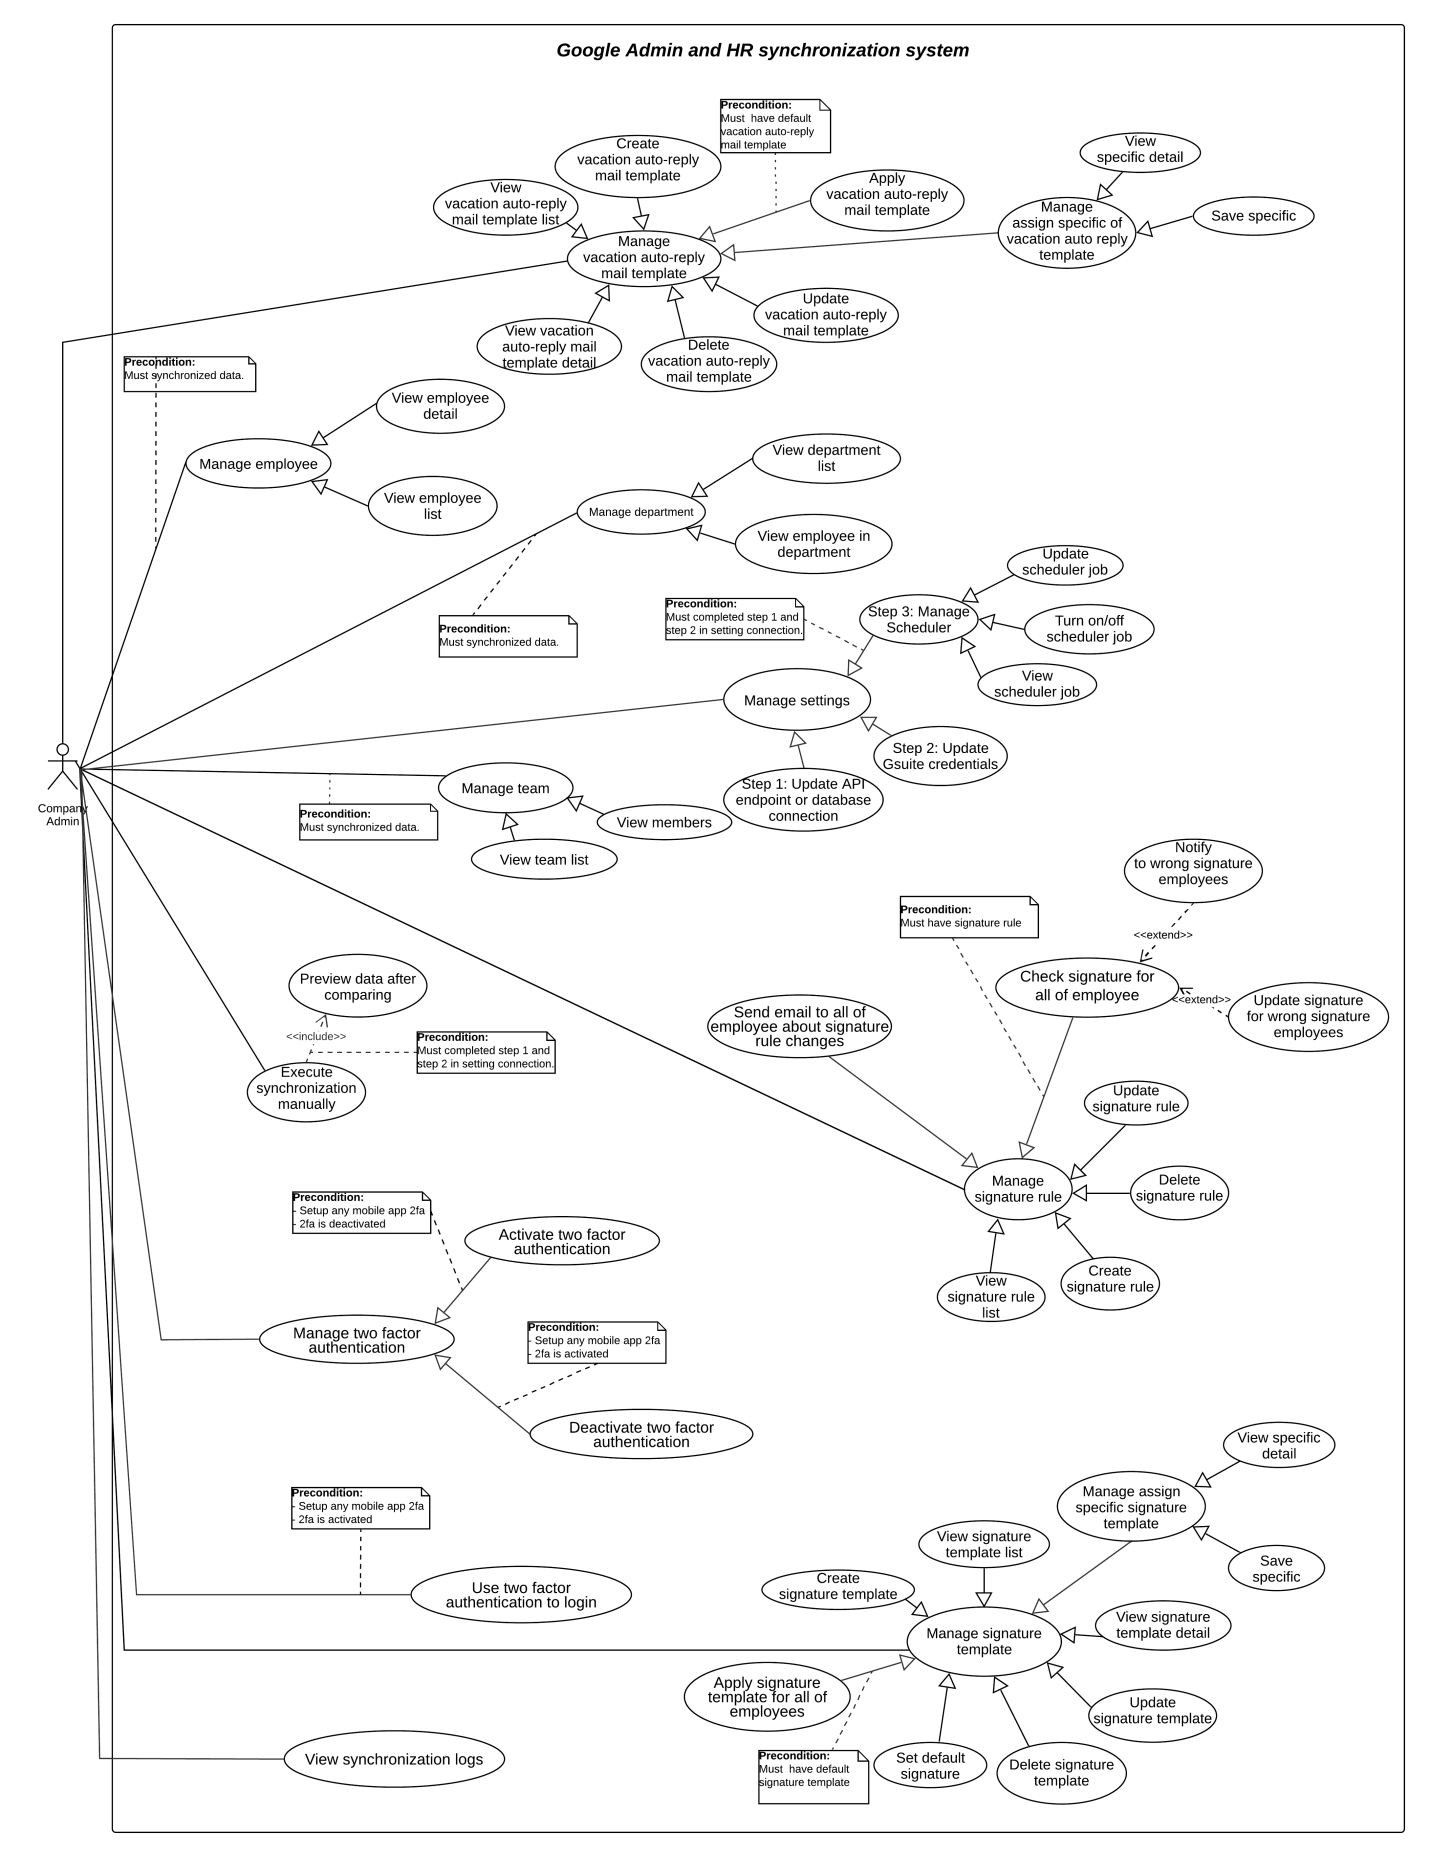 Google Admin and HR synchronization system
Precondition:
Must  have default
vacation auto-reply
mail template
Create
vacation auto-reply
mail template
View
vacation auto-reply
mail template list
Apply
vacation auto-reply
mail template
View
specific detail
Manage
assign specific of
vacation auto reply
template
Save specific
Manage
vacation auto-reply
mail template
Update
vacation auto-reply
mail template
View vacation
auto-reply mail
template detail
Delete
vacation auto-reply
mail template
Precondition:
Must synchronized data.
View employee
detail
Manage employee
View employee
list
View department
list
Manage department
View employee in
department
Precondition:
Must synchronized data.
Precondition:
Must completed step 1 and
step 2 in setting connection.
Update
scheduler job
Step 3: Manage
Scheduler
Turn on/off
scheduler job
View
scheduler job
Manage settings
Step 2: Update
Gsuite credentials
Step 1: Update API
endpoint or database
connection
Company
Admin
Manage team
Precondition:
Must synchronized data.
View members
View team list
Notify
to wrong signature
employees
Precondition:
Must have signature rule
<<extend>>
Check signature for
all of employee
<<extend>>
Update signature
for wrong signature
employees
Preview data after
comparing
<<include>>
Precondition:
Must completed step 1 and
step 2 in setting connection.
Execute
synchronization
manually
Send email to all of
employee about signature
rule changes
Update
signature rule
Manage
signature rule
Delete
signature rule
View
signature rule
list
Create
signature rule
Precondition:
- Setup any mobile app 2fa
- 2fa is deactivated
Activate two factor
authentication
Manage two factor
authentication
Precondition:
- Setup any mobile app 2fa
- 2fa is activated
Deactivate two factor
authentication
Precondition:
- Setup any mobile app 2fa
- 2fa is activated
Use two factor
authentication to login
View specific
detail
Manage assign
specific signature
template
Save
specific
View signature
template list
Create
signature template
Manage signature
template
View signature
template detail
Apply signature
template for all of
employees
Update
signature template
Precondition:
Must  have default
signature template
Set default
signature
Delete signature
template
View synchronization logs